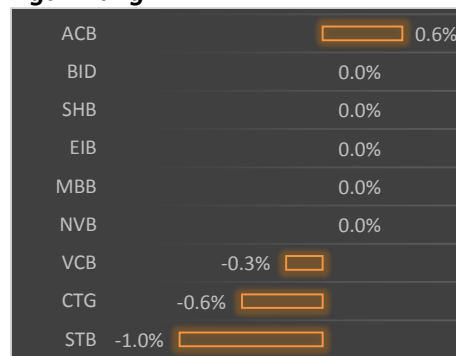 ACB 0.6%
BID 0.0%
SHB 0.0%
EIB 0.0%
MBB 0.0%
NVB 0.0%
VCB -0.3%
CTG -0.6%
STB -1.0%